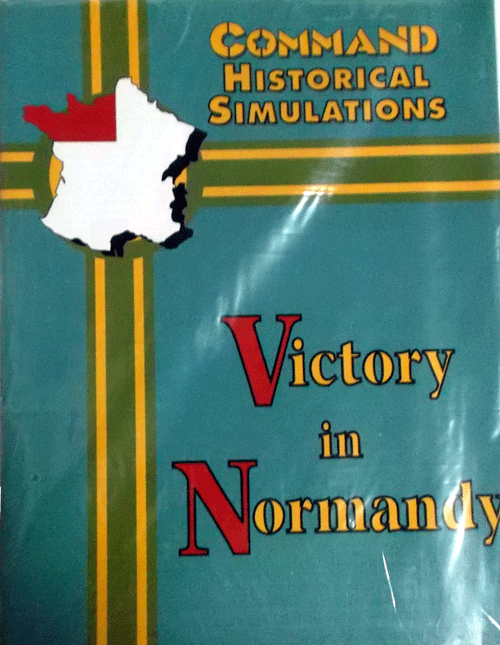 COMMAND
HISTORICAL
SIMULATIONS
Victory
in
Normandy